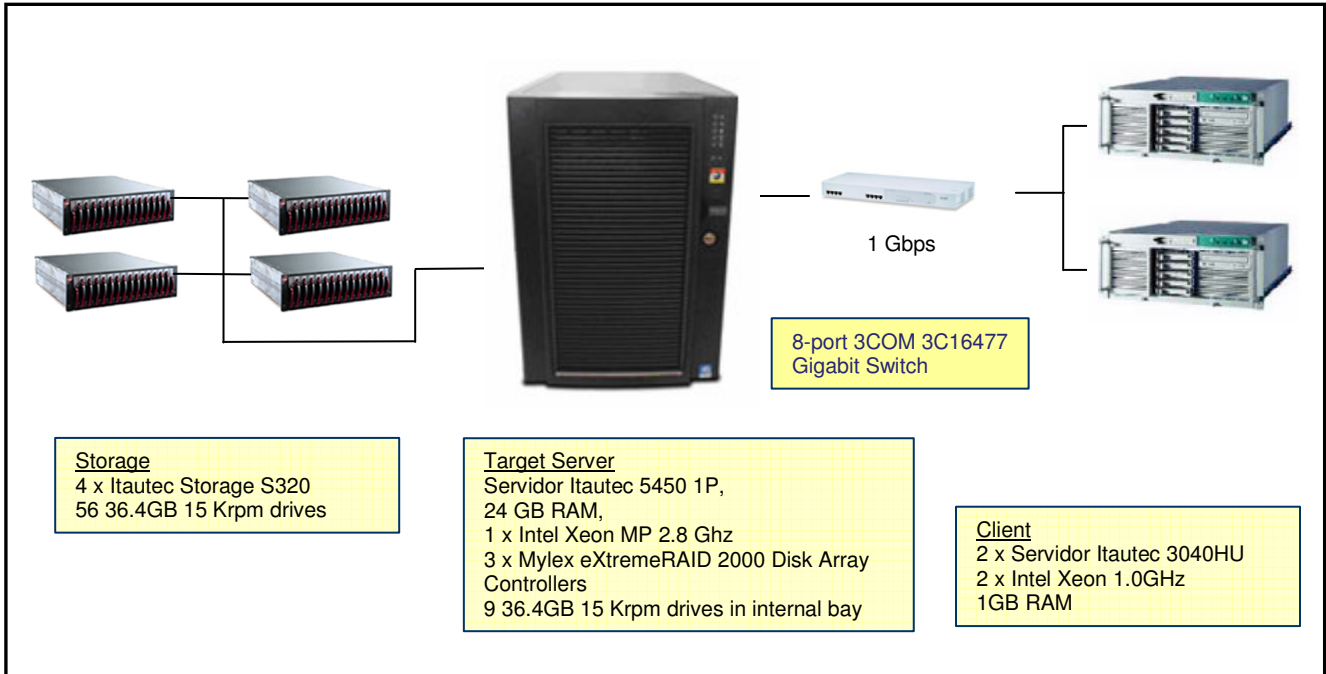 1 Gbps
8-port 3COM 3C16477
Gigabit Switch
Storage
4 x Itautec Storage S320
56 36.4GB 15 Krpm drives
Target Server
Servidor Itautec 5450 1P,
24 GB RAM,
1 x Intel Xeon MP 2.8 Ghz
3 x Mylex eXtremeRAID 2000 Disk Array
Controllers
9 36.4GB 15 Krpm drives in internal bay
Client
2 x Servidor Itautec 3040HU
2 x Intel Xeon 1.0GHz
1GB RAM